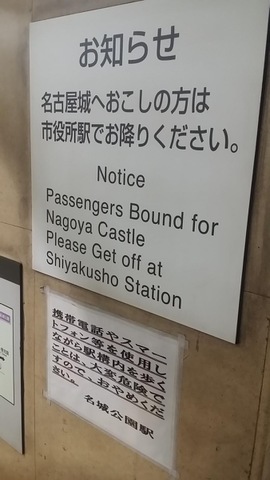 お知らせ
名古屋城へおこしの方は
市役所駅でお降りください。
Notice
Passengers Bound for
Nagoya Castle
Please Get off at
Shiyakusho Station
携帯電話やスマー
トフォン等を使用し
ながら駅構内を歩く
ことは、大変危険で
すので、おやめくだ
さい。
名城公園駅